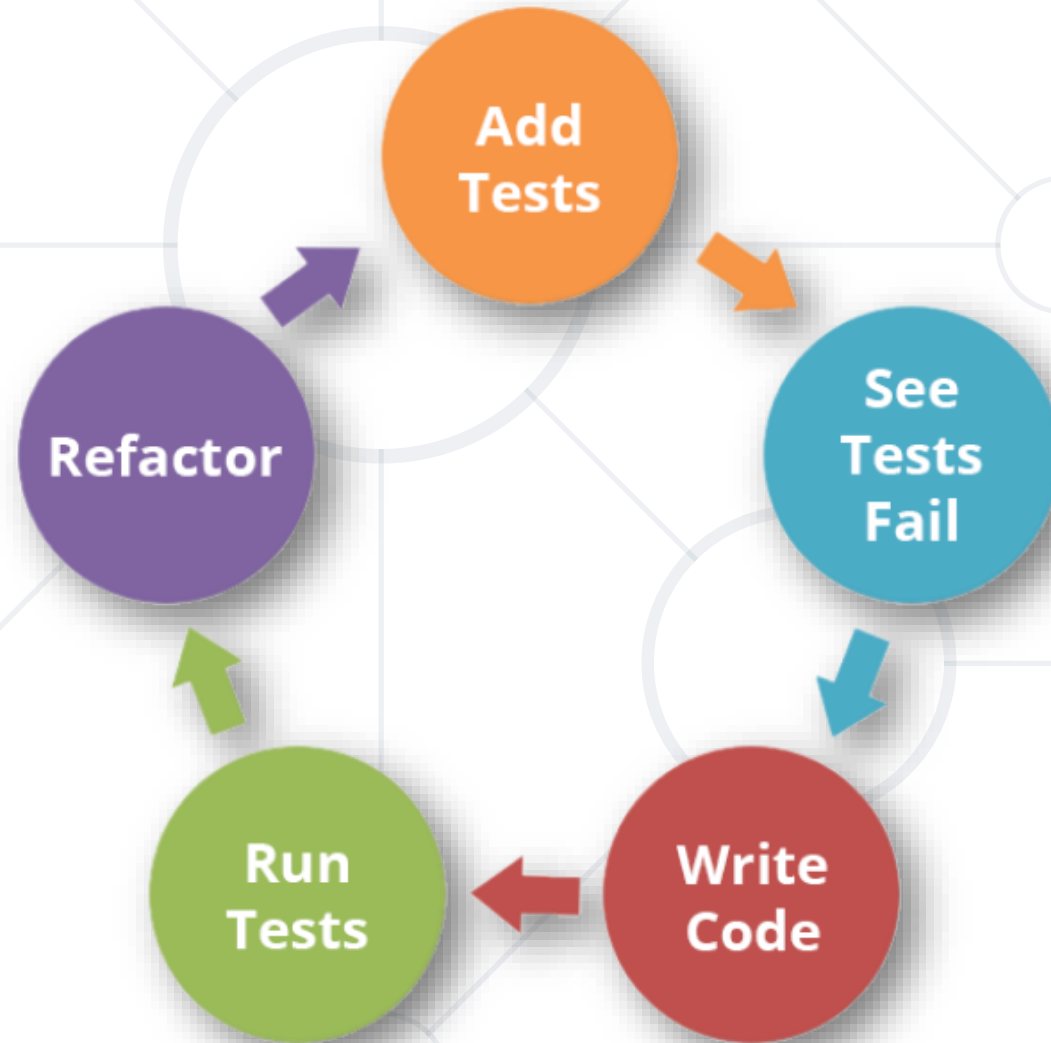 Add
Tests
See
Tests
Fail
Write
Code
Run
Tests
Refactor